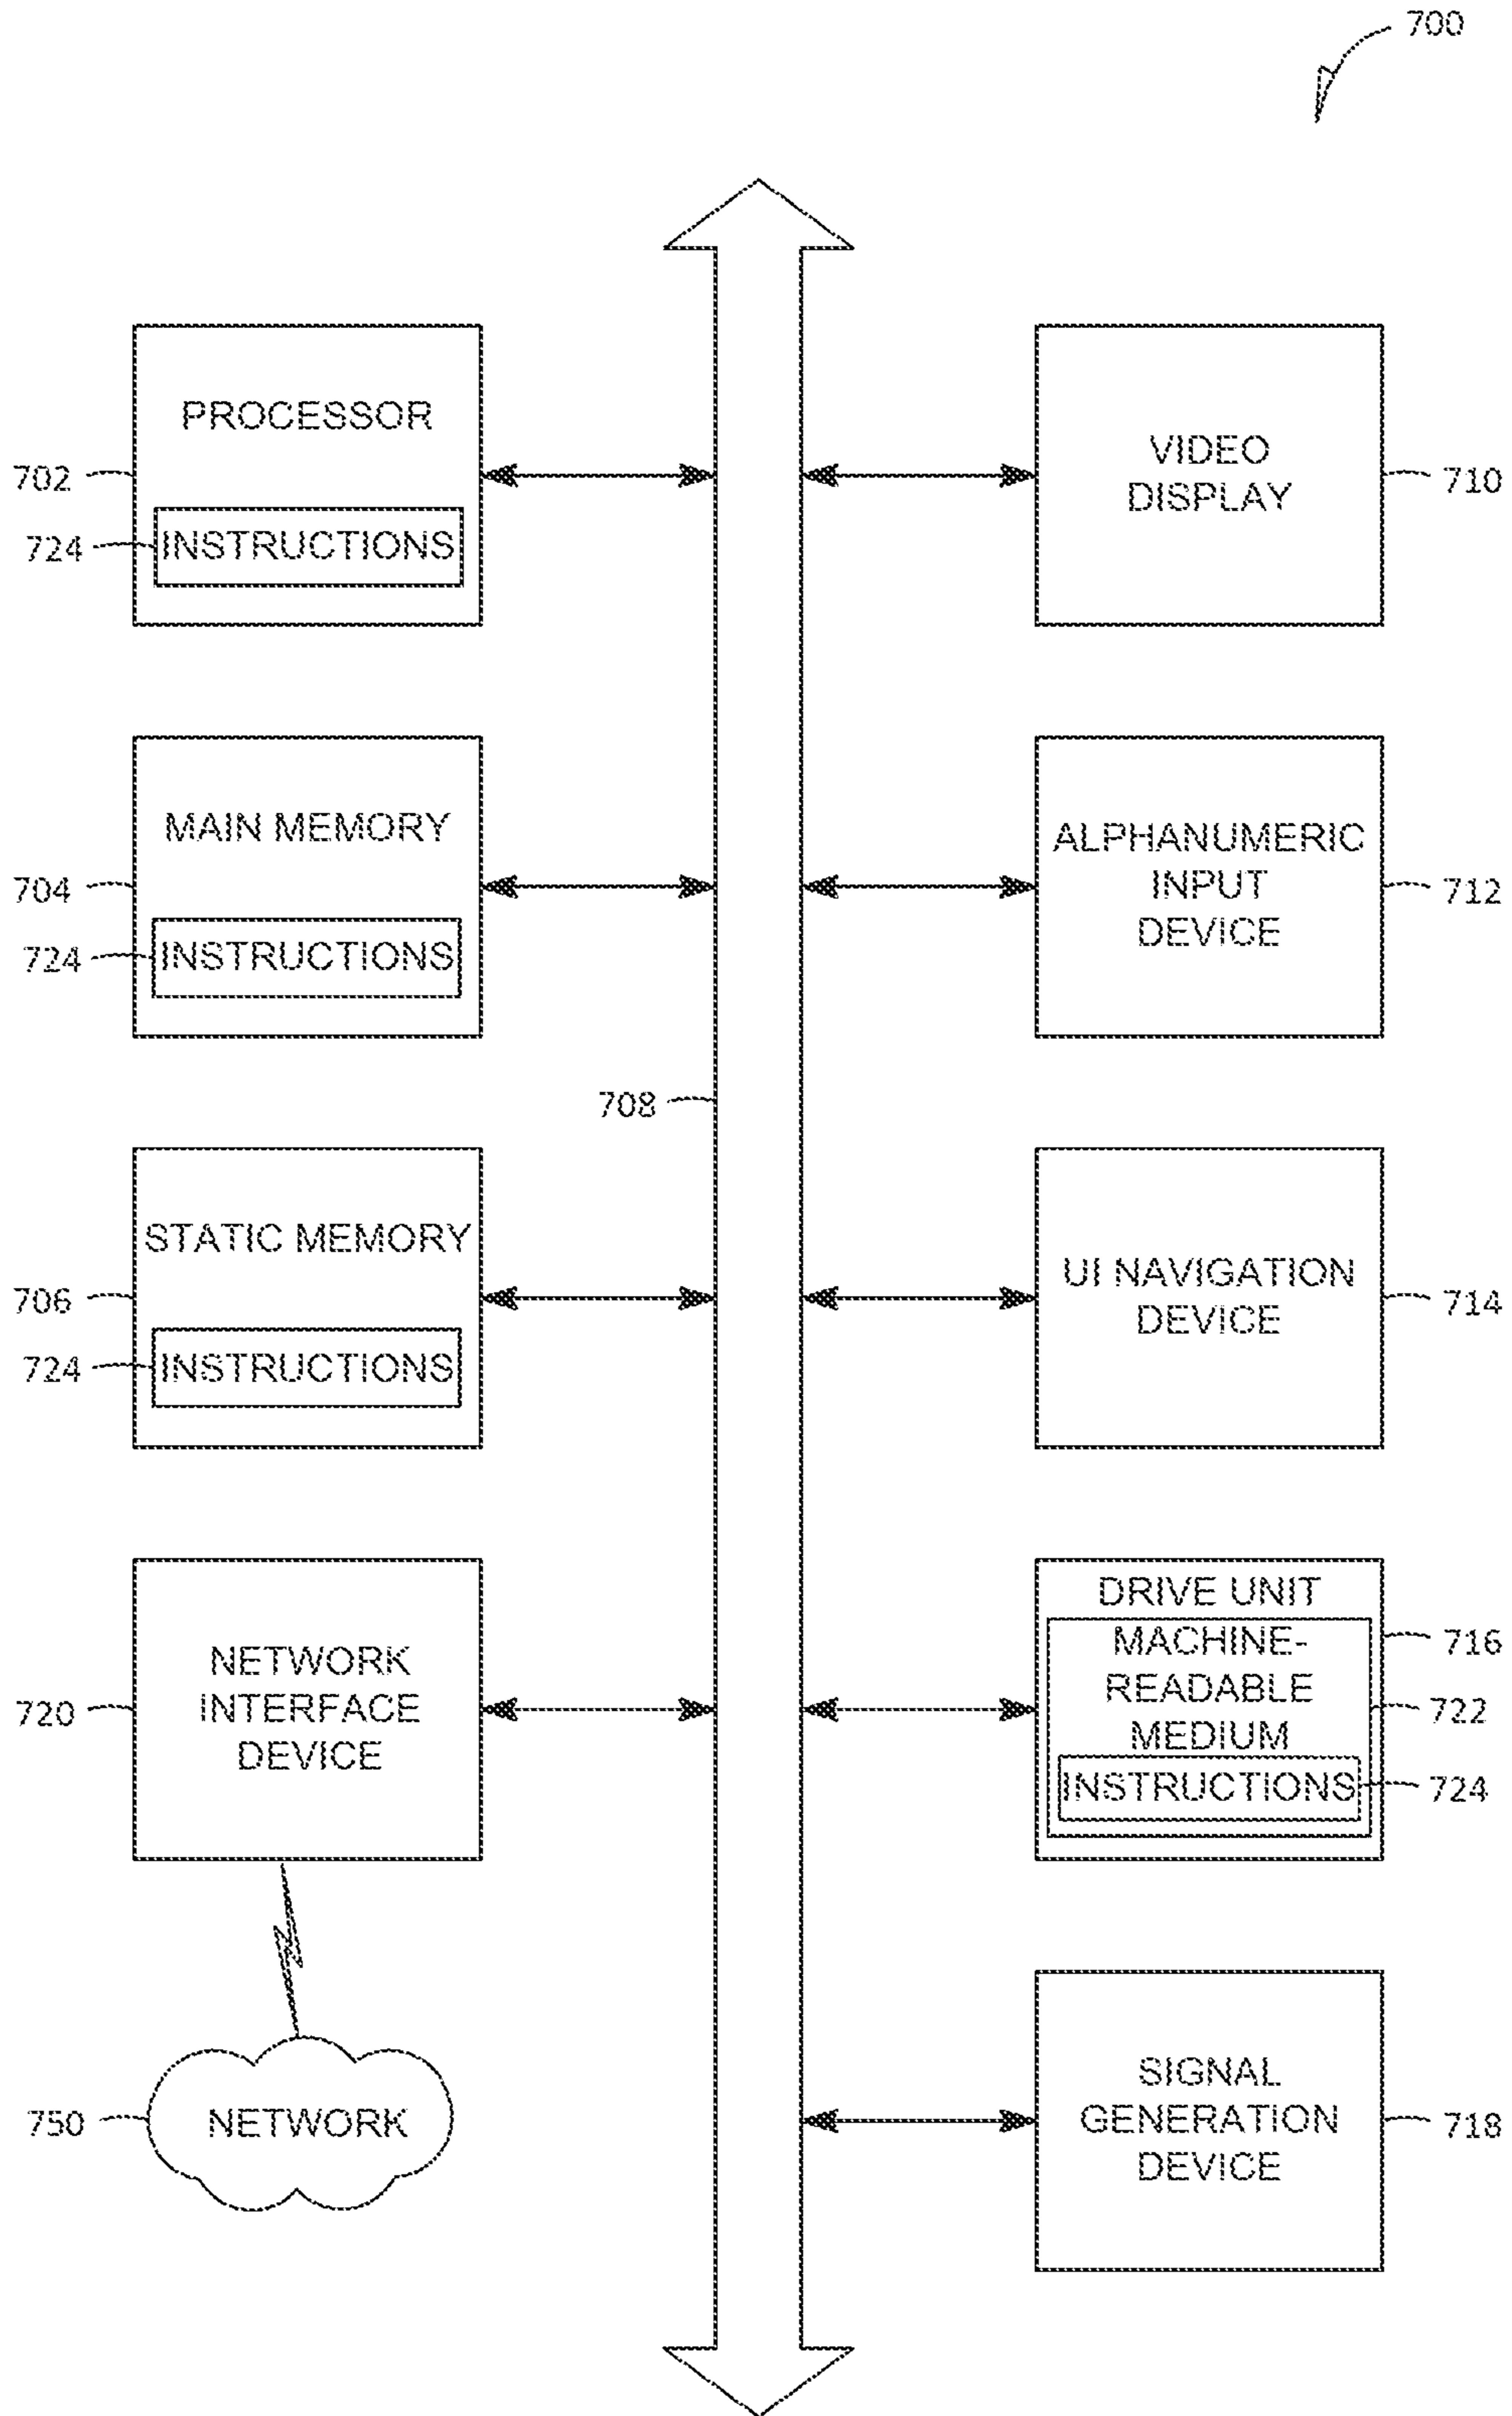 700
PROCESSOR
702
724
INSTRUCTIONS
VIDEO
DISPLAY
710
MAIN MEMORY
704
724
INSTRUCTIONS
ALPHANUMERIC
INPUT
DEVICE
712
708
STATIC MEMORY
706
724
INSTRUCTIONS
UI NAVIGATION
DEVICE
714
NETWORK
INTERFACE
DEVICE
720
DRIVE UNIT
716
MACHINE-
READABLE
MEDIUM
722
INSTRUCTIONS
724
750
NETWORK
SIGNAL
GENERATION
DEVICE
718